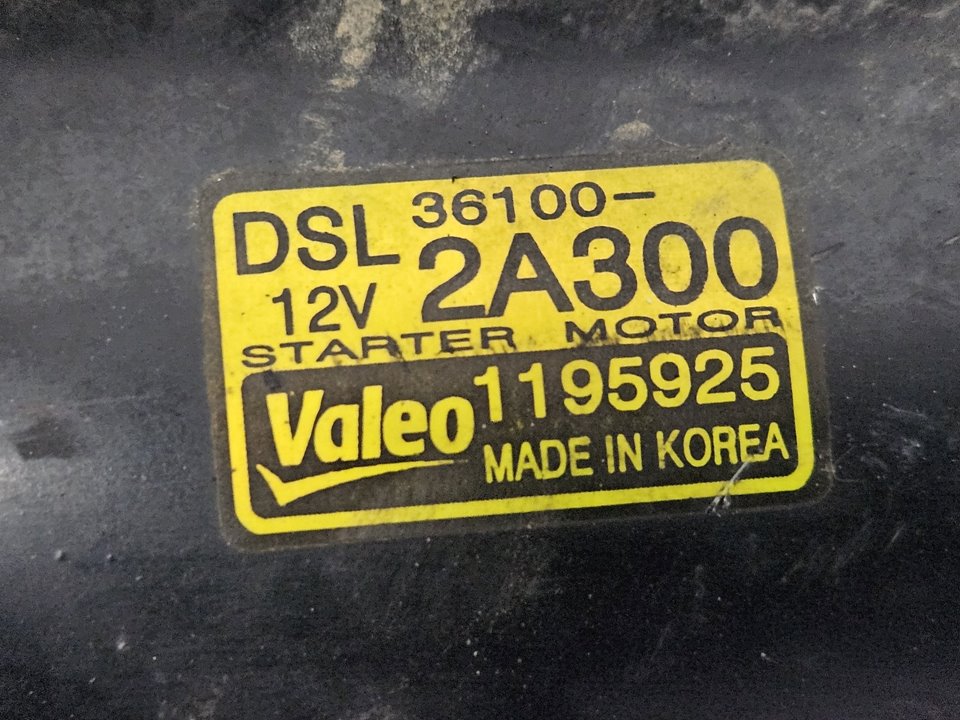 DSL 36100-
12V 2A300
STARTER MOTOR
Valeo 1195925
MADE IN KOREA